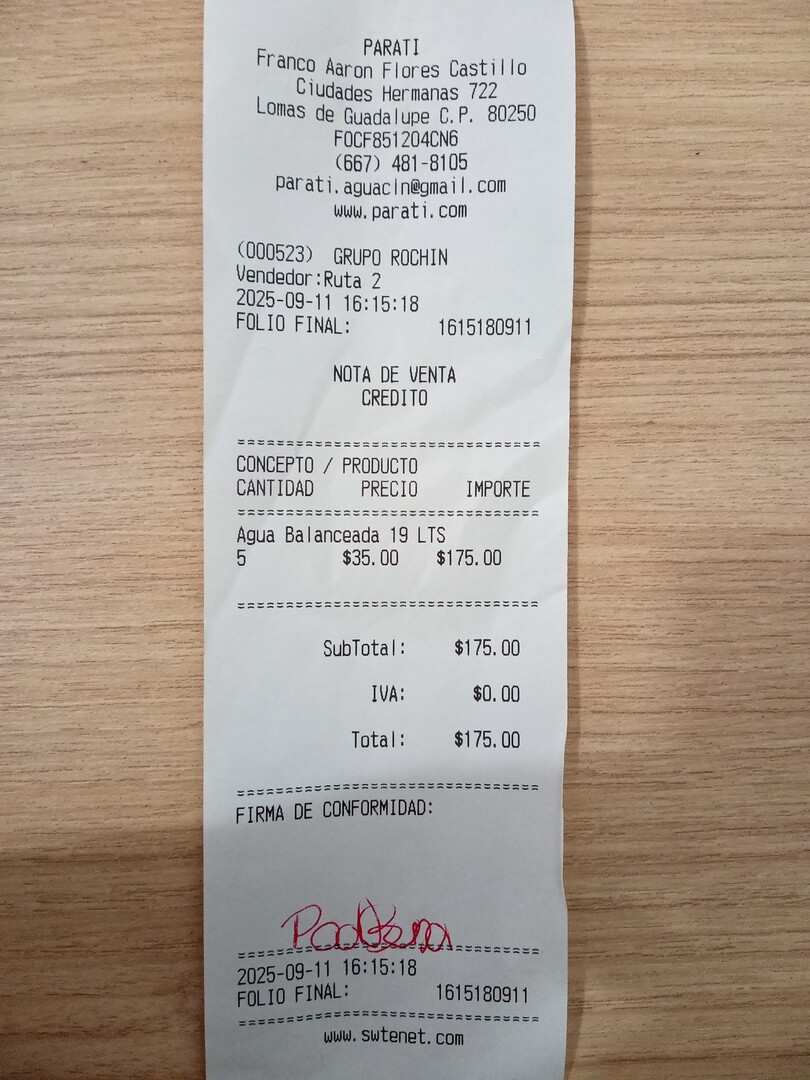 PARATI
Franco Aaron Flores Castillo
Ciudades Hermanas 722
Lomas de Guadalupe C.P. 80250
FOCF851204CN6
(667) 481-8105
parati.aguacln@gmail.com
www.parati.com
(000523) GRUPO ROCHIN
Vendedor:Ruta 2
2025-09-11 16:15:18
FOLIO FINAL: 1615180911
NOTA DE VENTA
CREDITO
===============================
CONCEPTO / PRODUCTO
CANTIDAD PRECIO IMPORTE
===============================
Agua Balanceada 19 LTS
5 $35.00 $175.00
===============================
SubTotal: $175.00
IVA: $0.00
Total: $175.00
===============================
FIRMA DE CONFORMIDAD:
===============================
2025-09-11 16:15:18
FOLIO FINAL: 1615180911
===============================
www.swtenet.com